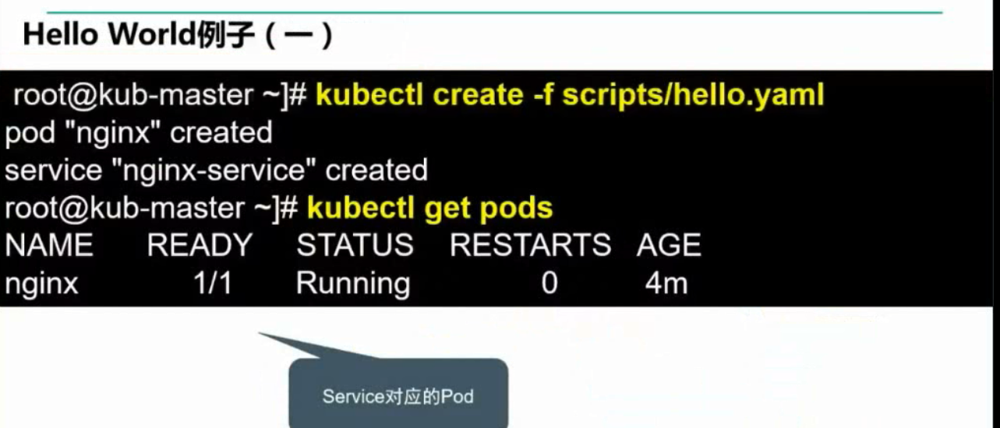 Hello World例子（一）
root@kub-master ~]# kubectl create -f scripts/hello.yaml
pod "nginx" created
service "nginx-service" created
root@kub-master ~]# kubectl get pods
NAME READY STATUS RESTARTS AGE
nginx 1/1 Running 0 4m
Service对应的Pod